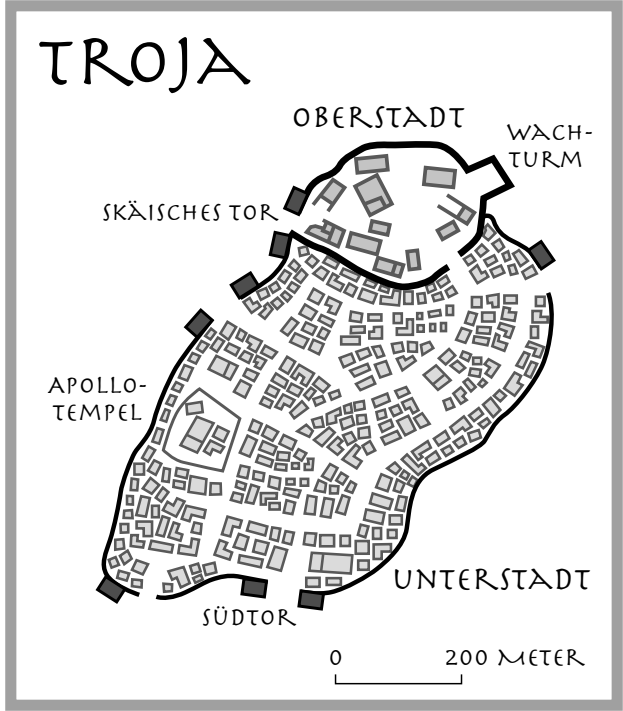 TROJA
OBERSTADT
WACH-
TURM
SKÄISCHES TOR
APOLLO-
TEMPEL
UNTERSTADT
SÜDTOR
0 200 METER